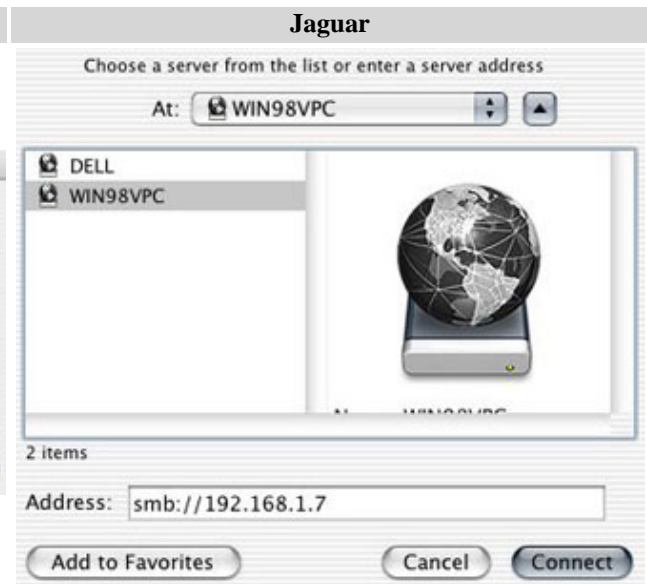 Jaguar
Choose a server from the list or enter a server address
At: WIN98VPC
DELL
WIN98VPC
2 items
Address: smb://192.168.1.7
Add to Favorites
Cancel
Connect